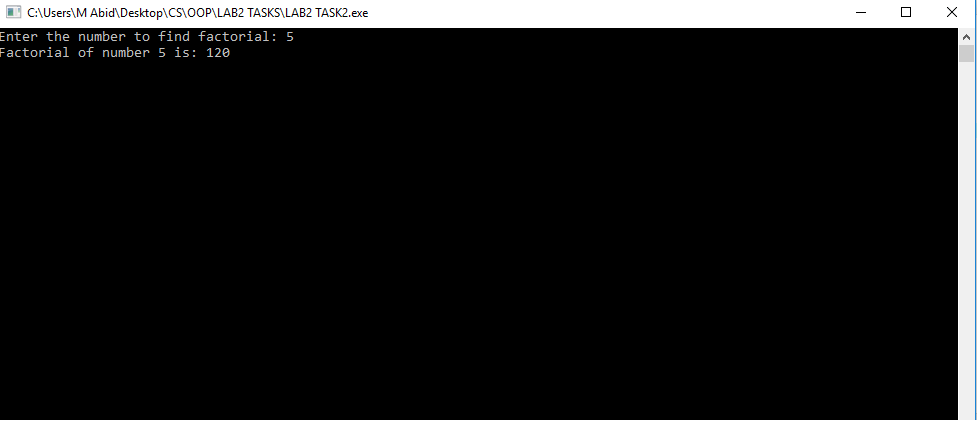 C:\Users\M Abid\Desktop\CS\OOP\LAB2 TASKS\LAB2 TASK2.exe
Enter the number to find factorial: 5
Factorial of number 5 is: 120